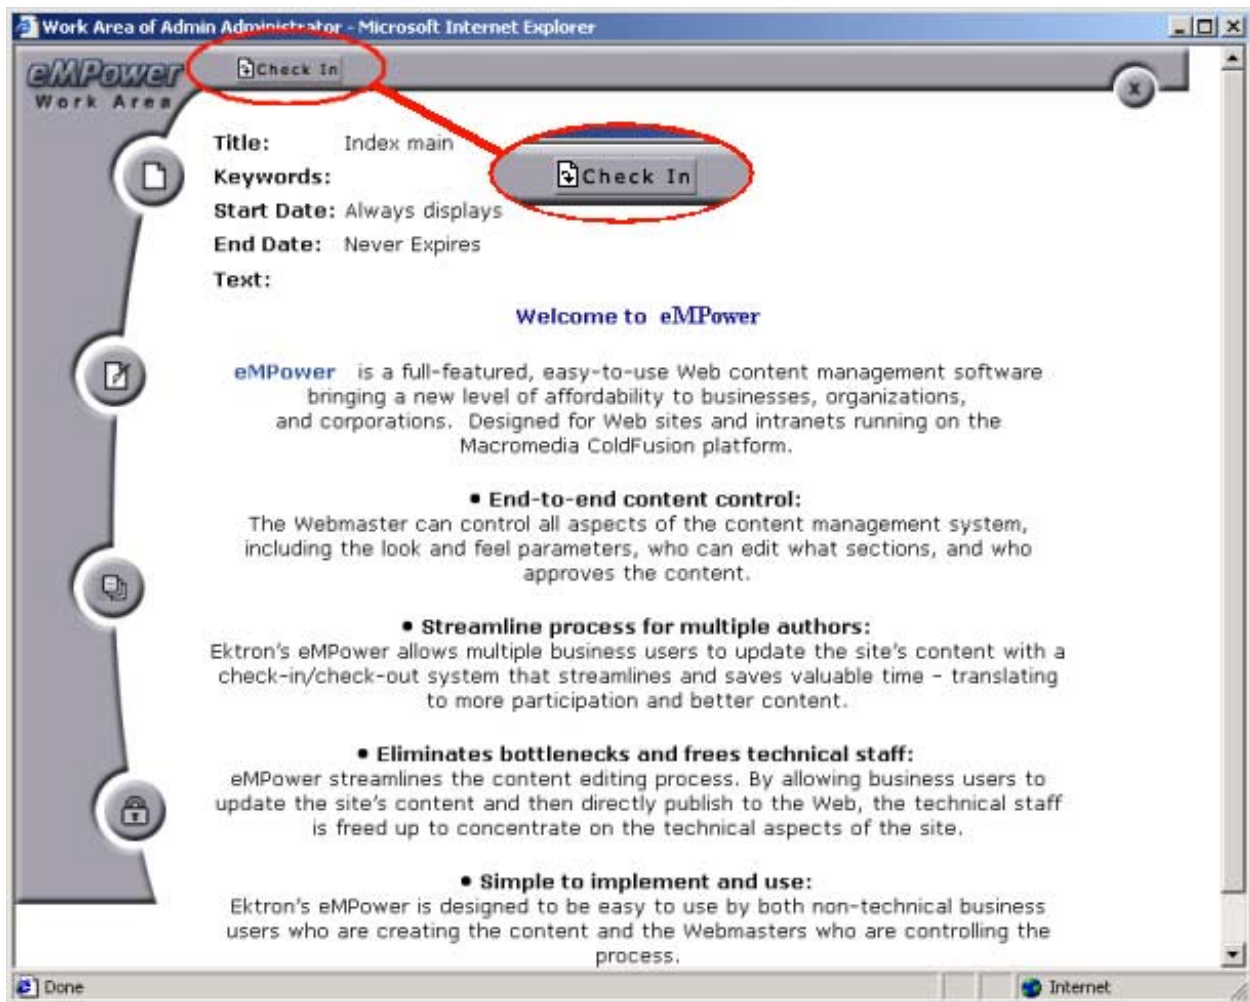 Work Area of Admin Administrator - Microsoft Internet Explorer
eMPower
Work Area
Check In
x
Title: Index main
Check In
Keywords:
Start Date: Always displays
End Date: Never Expires
Text:
Welcome to eMPower
eMPower is a full-featured, easy-to-use Web content management software
bringing a new level of affordability to businesses, organizations,
and corporations. Designed for Web sites and intranets running on the
Macromedia ColdFusion platform.
• End-to-end content control:
The Webmaster can control all aspects of the content management system,
including the look and feel parameters, who can edit what sections, and who
approves the content.
• Streamline process for multiple authors:
Ektron's eMPower allows multiple business users to update the site's content with a
check-in/check-out system that streamlines and saves valuable time - translating
to more participation and better content.
• Eliminates bottlenecks and frees technical staff:
eMPower streamlines the content editing process. By allowing business users to
update the site's content and then directly publish to the Web, the technical staff
is freed up to concentrate on the technical aspects of the site.
• Simple to implement and use:
Ektron's eMPower is designed to be easy to use by both non-technical business
users who are creating the content and the Webmasters who are controlling the
process.
Done
Internet